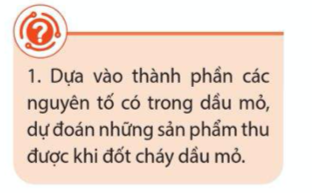 1. Dựa vào thành phần các
nguyên tố có trong dầu mỏ,
dự đoán những sản phẩm thu
được khi đốt cháy dầu mỏ.